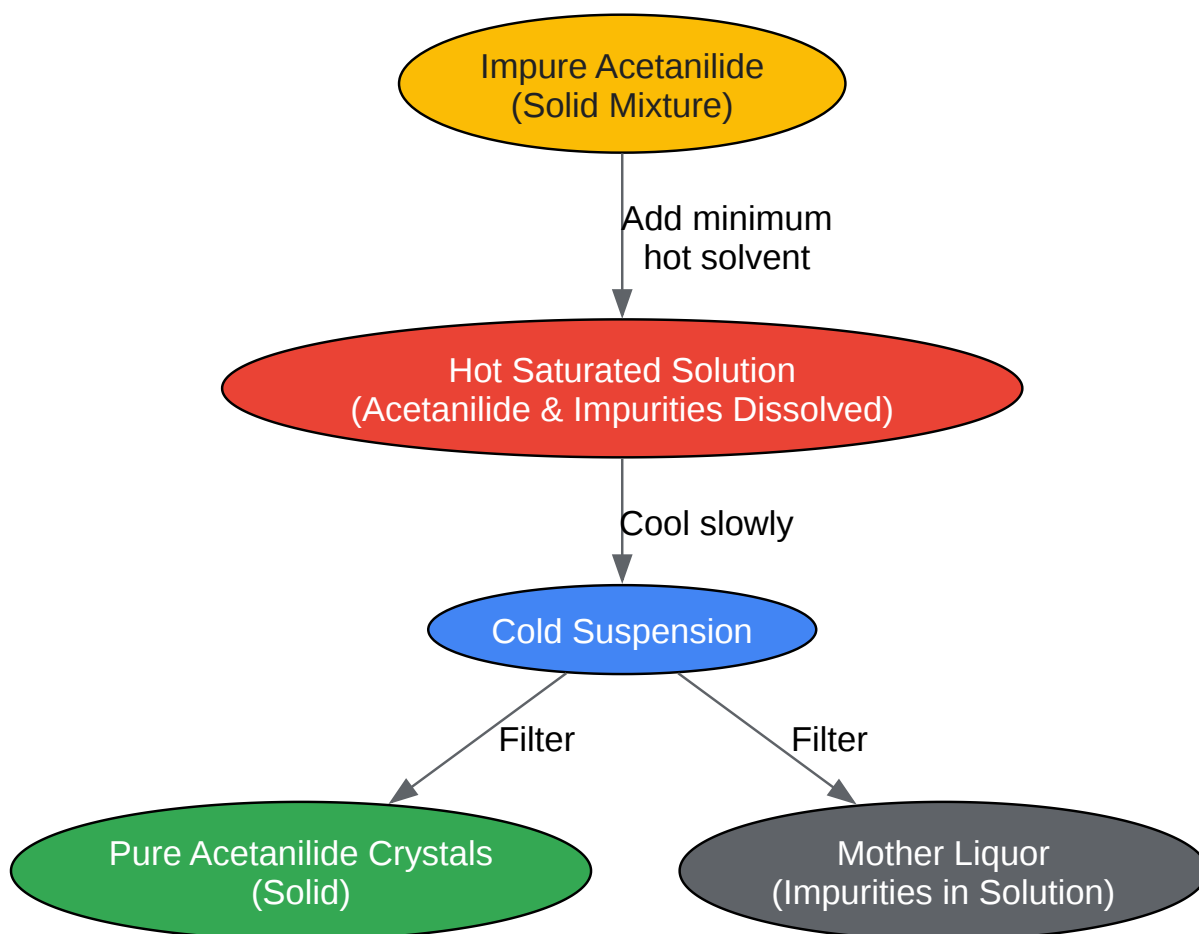 Impure Acetanilide
(Solid Mixture)
Add minimum
hot solvent
Hot Saturated Solution
(Acetanilide & Impurities Dissolved)
Cool slowly
Cold Suspension
Filter
Filter
Pure Acetanilide Crystals
(Solid)
Mother Liquor
(Impurities in Solution)